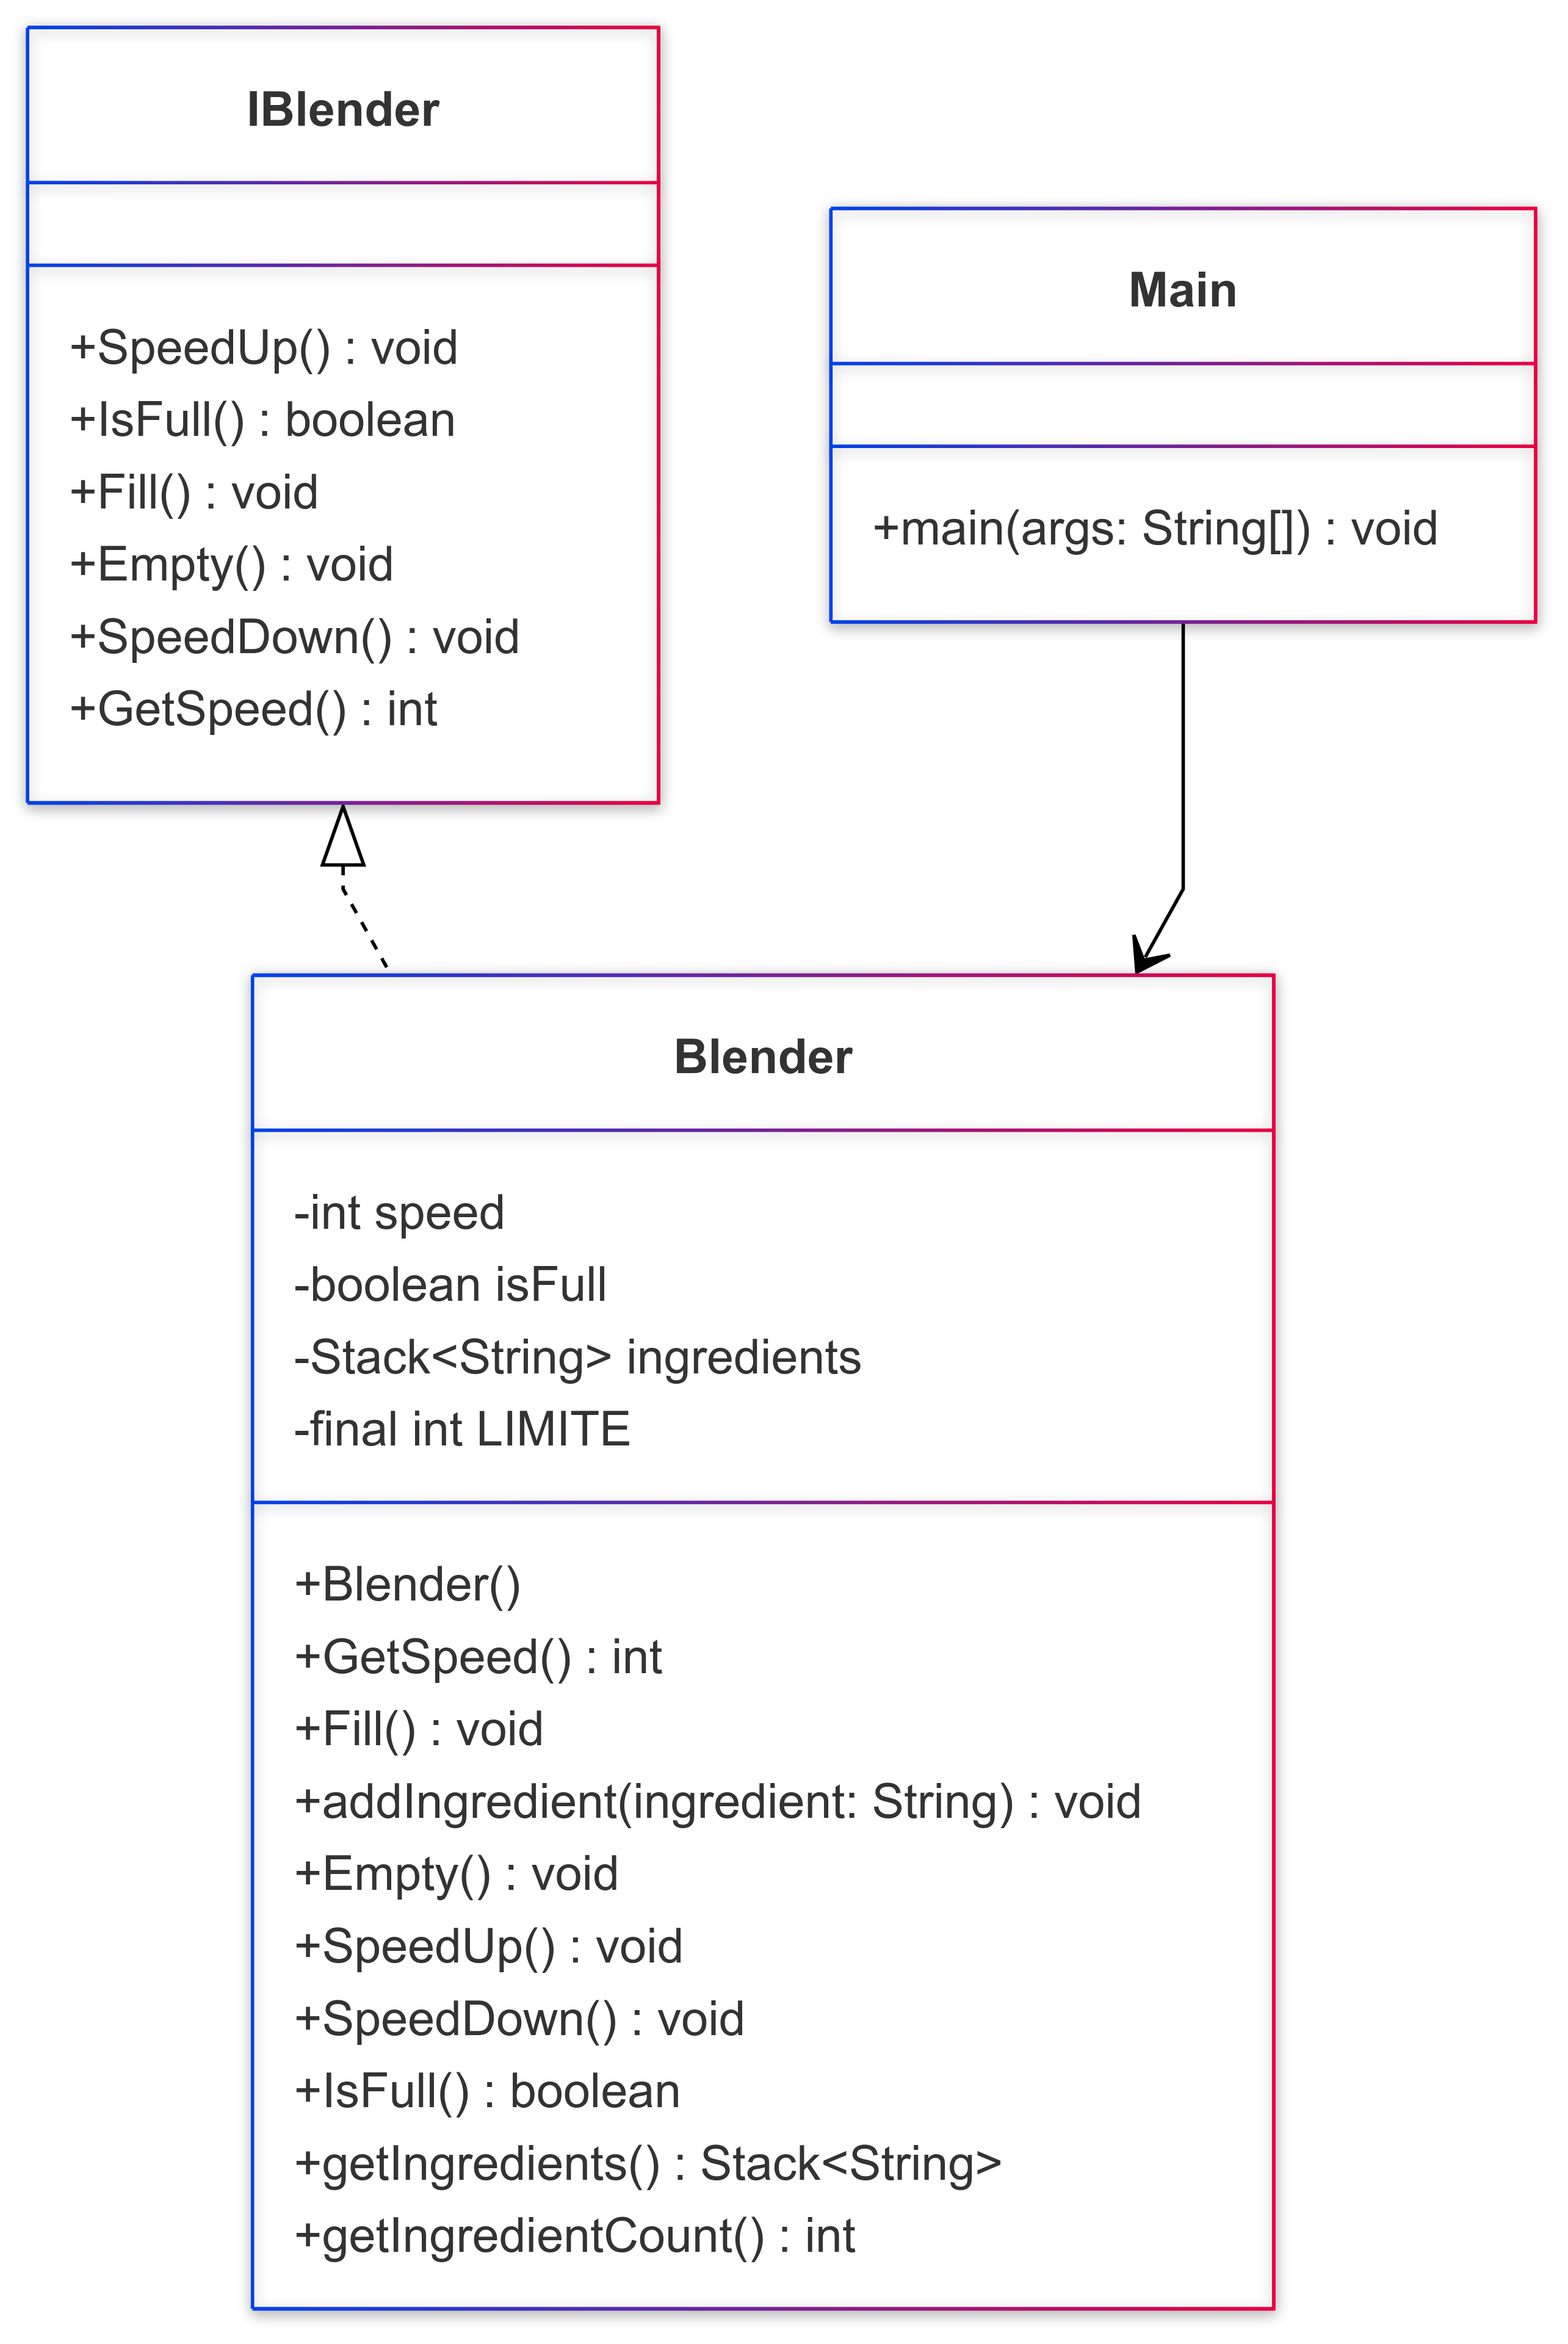 IBlender
+SpeedUp() : void
+IsFull() : boolean
+Fill() : void
+Empty() : void
+SpeedDown() : void
+GetSpeed() : int
Main
+main(args: String[]) : void
Blender
-int speed
-boolean isFull
-Stack<String> ingredients
-final int LIMITE
+Blender()
+GetSpeed() : int
+Fill() : void
+addIngredient(ingredient: String) : void
+Empty() : void
+SpeedUp() : void
+SpeedDown() : void
+IsFull() : boolean
+getIngredients() : Stack<String>
+getIngredientCount() : int